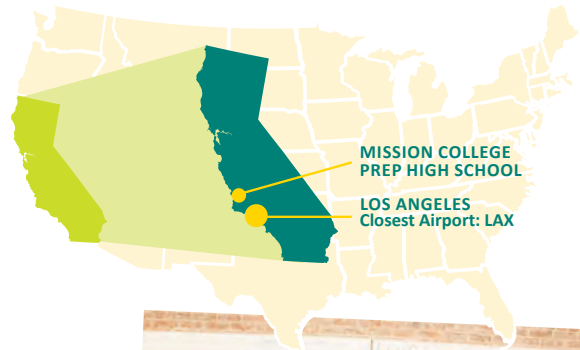 MISSION COLLEGE
PREP HIGH SCHOOL
LOS ANGELES
Closest Airport: LAX